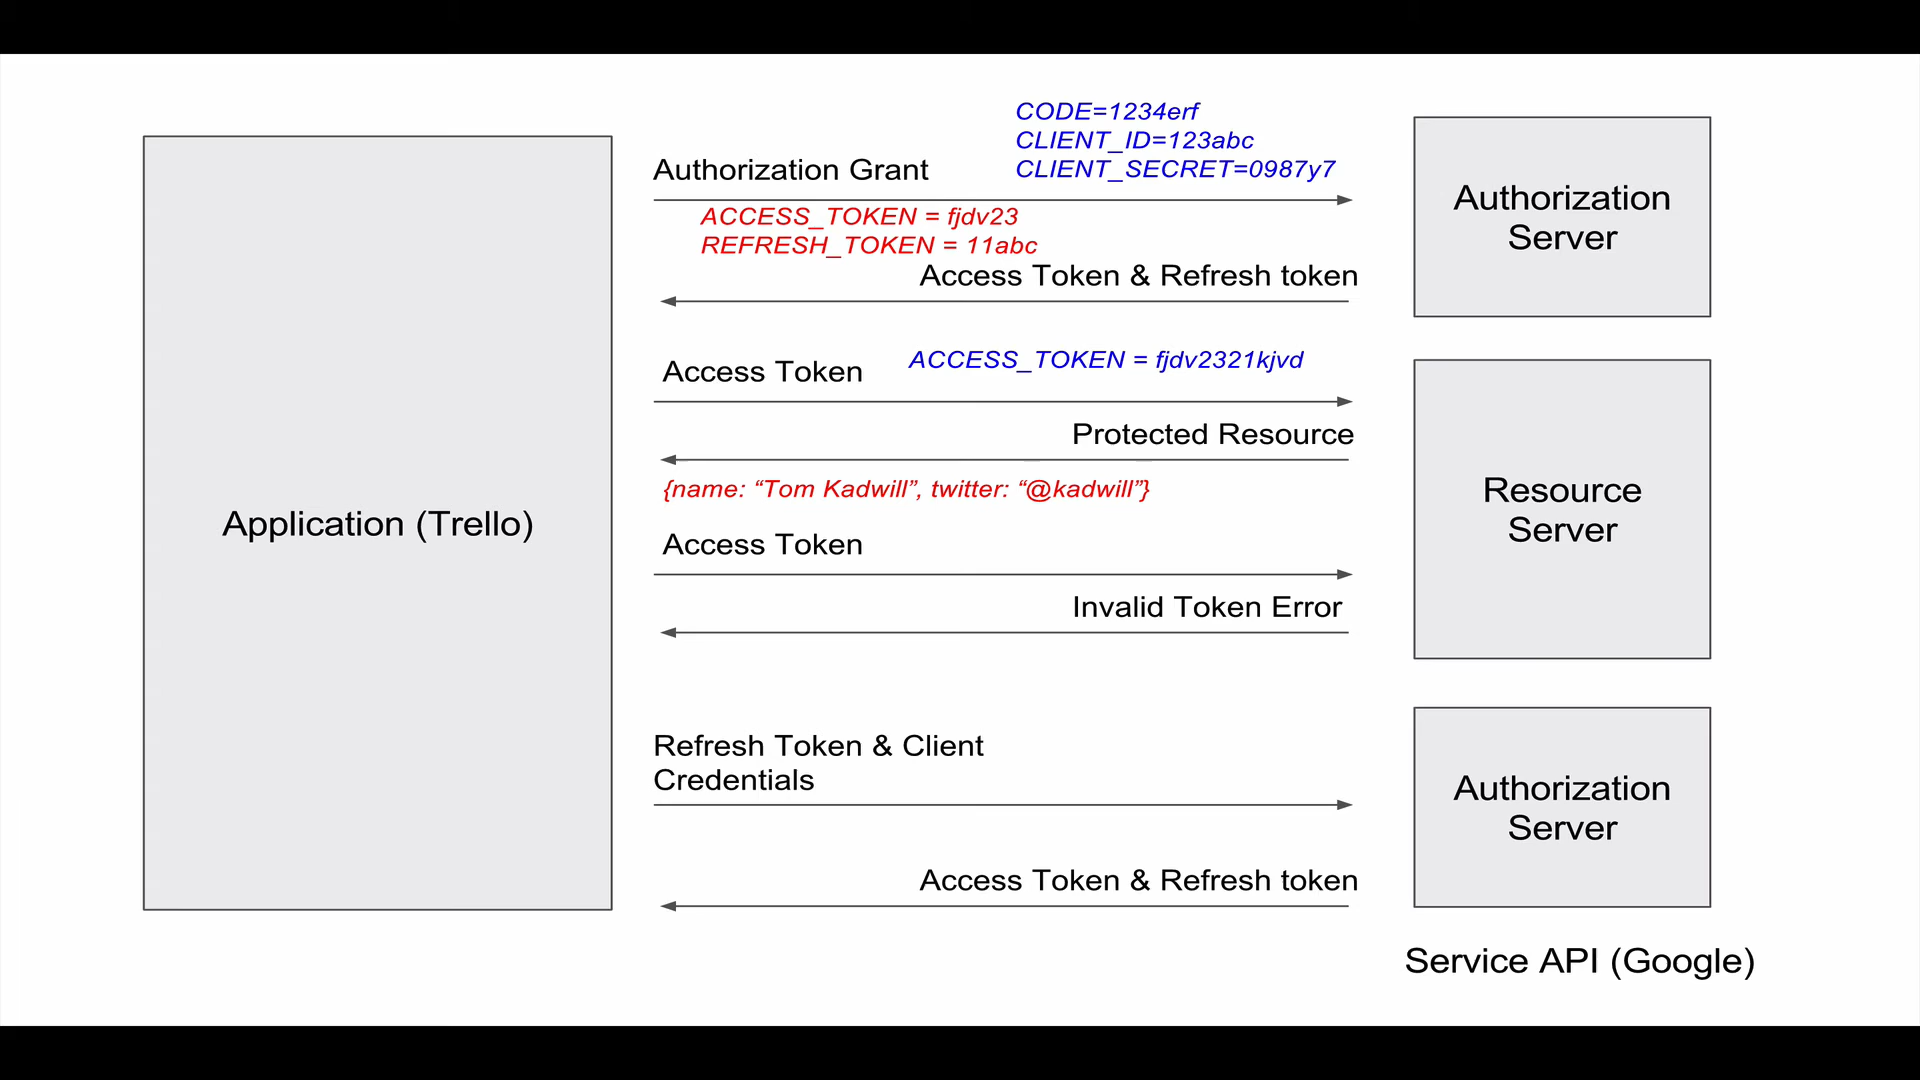 CODE=1234erf
CLIENT_ID=123abc
CLIENT_SECRET=0987y7
Authorization Grant
ACCESS_TOKEN = fjdv23
REFRESH_TOKEN = 11abc
Access Token & Refresh token
Authorization
Server
Access Token
ACCESS_TOKEN = fjdv2321kjvd
Protected Resource
{name: “Tom Kadwill”, twitter: “@kadwill”}
Application (Trello)
Resource
Server
Access Token
Invalid Token Error
Refresh Token & Client
Credentials
Authorization
Server
Access Token & Refresh token
Service API (Google)